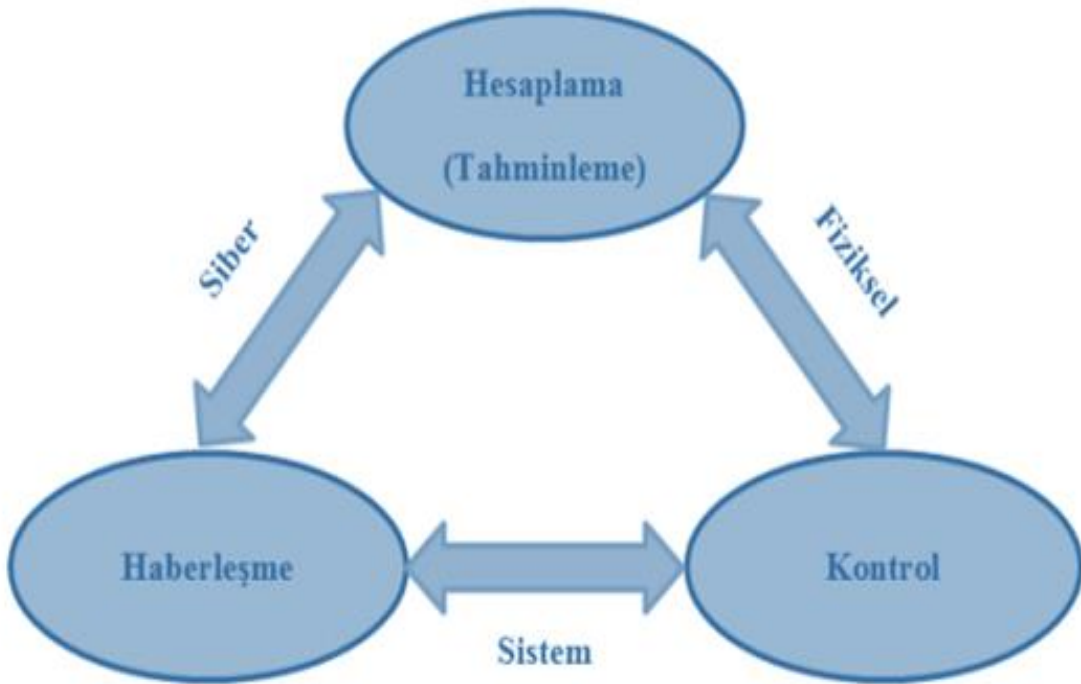 Hesaplama
(Tahminleme)
Siber
Fiziksel
Haberleşme
Kontrol
Sistem